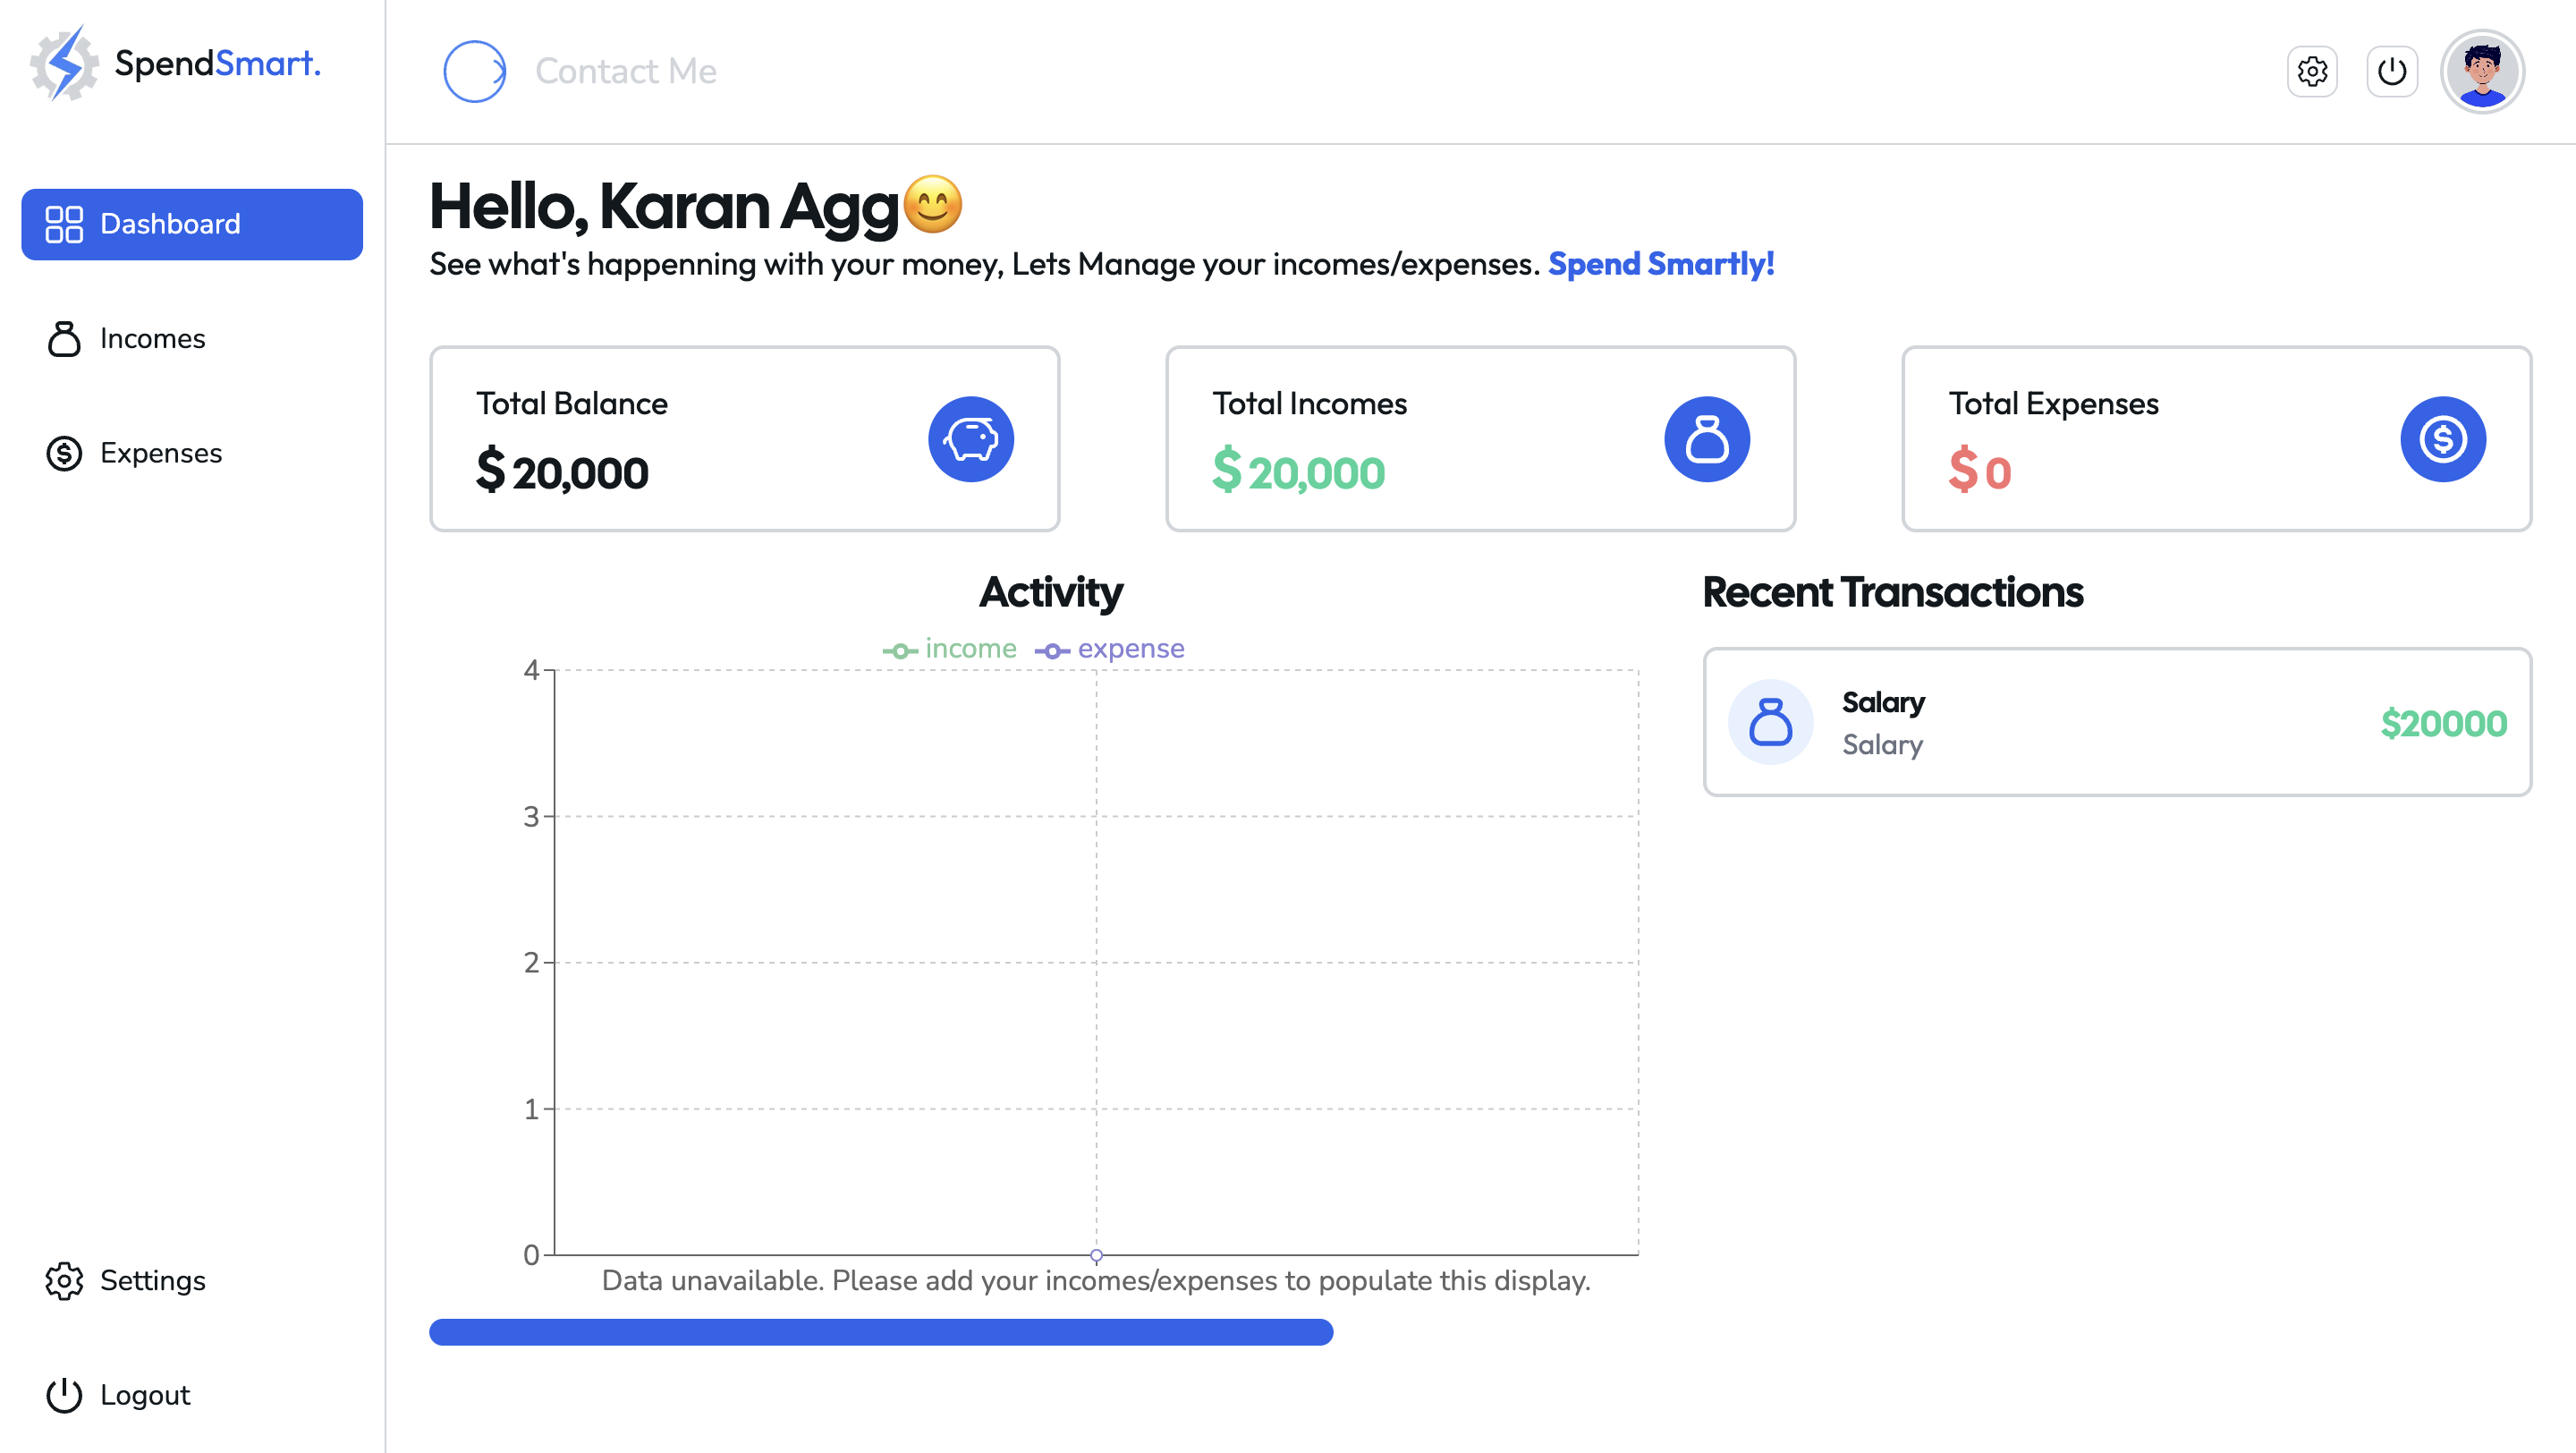 SpendSmart.
Contact Me
Dashboard
Incomes
Expenses
Settings
Logout
Hello, Karan Agg😊
See what's happenning with your money, Lets Manage your incomes/expenses. Spend Smartly!
Total Balance
$ 20,000
Total Incomes
$ 20,000
Total Expenses
$ 0
Activity
income expense
4
3
2
1
0
Data unavailable. Please add your incomes/expenses to populate this display.
Recent Transactions
Salary
Salary
$20000